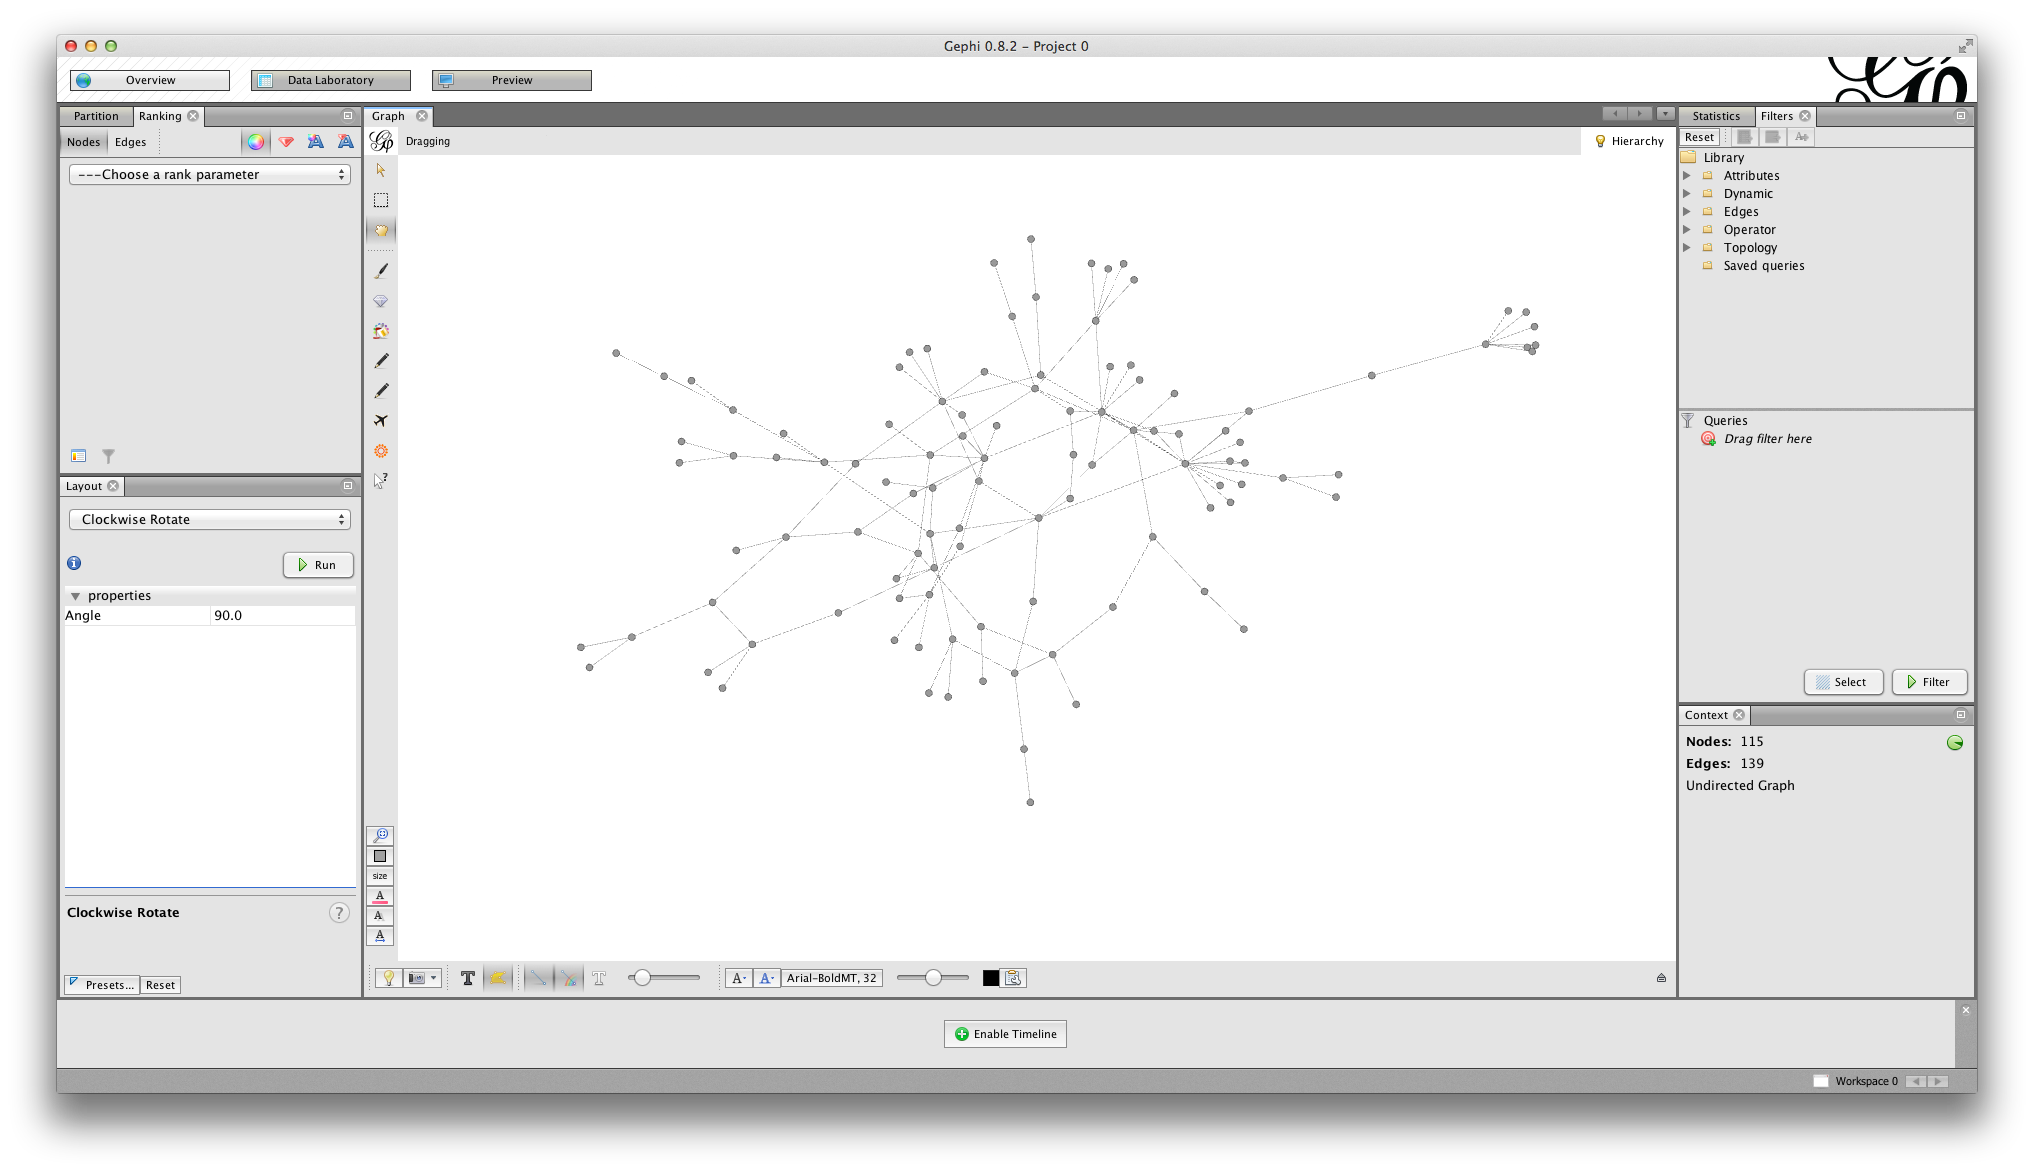 Gephi 0.8.2 - Project 0
Overview
Data Laboratory
Preview
Partition
Ranking
Nodes
Edges
---Choose a rank parameter
Layout
Clockwise Rotate
Run
properties
Angle 90.0
Clockwise Rotate
?
Presets...
Reset
Graph
Dragging
Hierarchy
size
A
A
A
T
T
A
A
Arial-BoldMT, 32
Statistics
Filters
Reset
Library
Attributes
Dynamic
Edges
Operator
Topology
Saved queries
Queries
Drag filter here
Select
Filter
Context
Nodes: 115
Edges: 139
Undirected Graph
Enable Timeline
Workspace 0